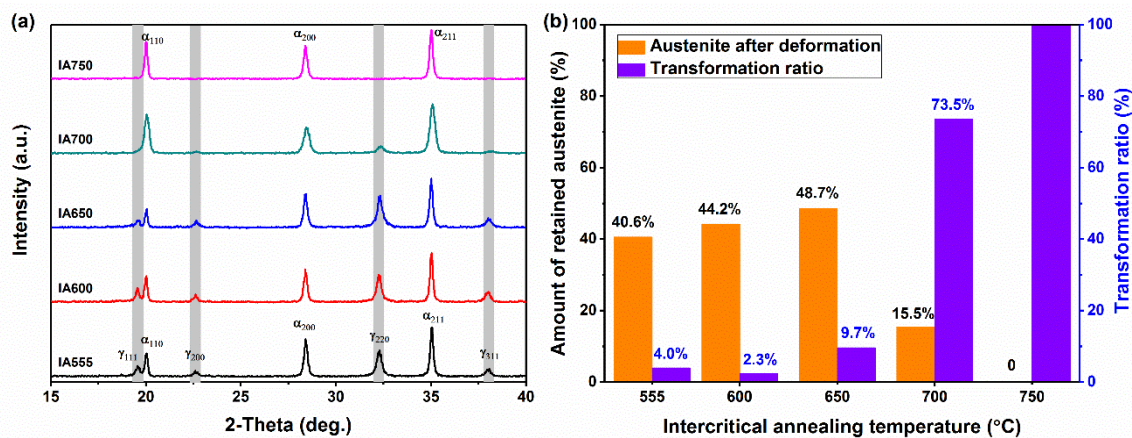 (a)
α110
α200
α211
IA750
IA700
IA650
IA600
α200
α211
γ220
IA555
γ111
α110
γ200
γ311
15 20 25 30 35 40
2-Theta (deg.)
Intensity (a.u.)
(b)
Austenite after deformation
Transformation ratio
100
80
60
40
20
0
Amount of retained austenite (%)
40.6%
4.0%
44.2%
2.3%
48.7%
9.7%
15.5%
73.5%
0
555 600 650 700 750
Intercritical annealing temperature (°C)
100
80
60
40
20
0
Transformation ratio (%)